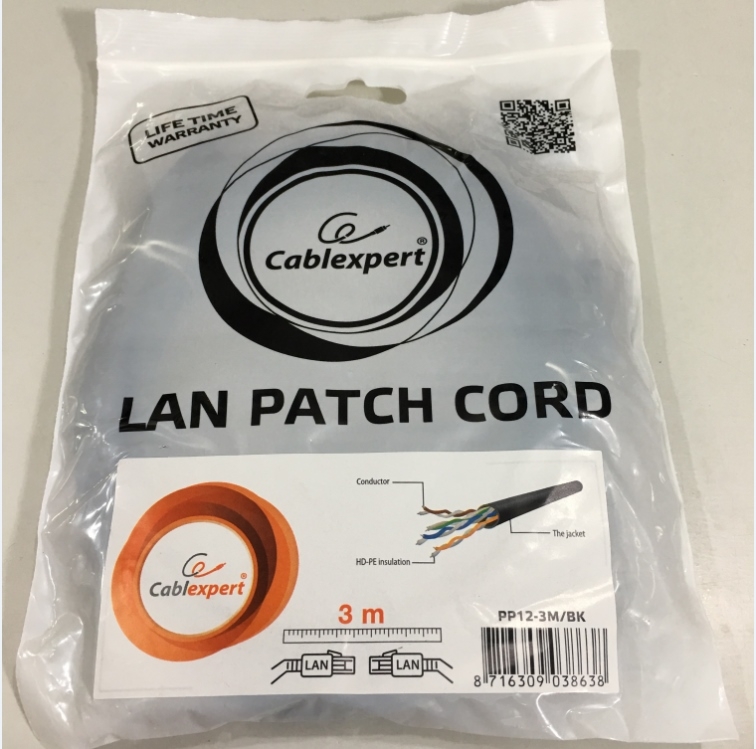 LIFE TIME
WARRANTY
Cablexpert®
LAN PATCH CORD
Conductor
The jacket
HD-PE insulation
Cablexpert®
3 m
PP12-3M/BK
LAN LAN
8 716309 038638